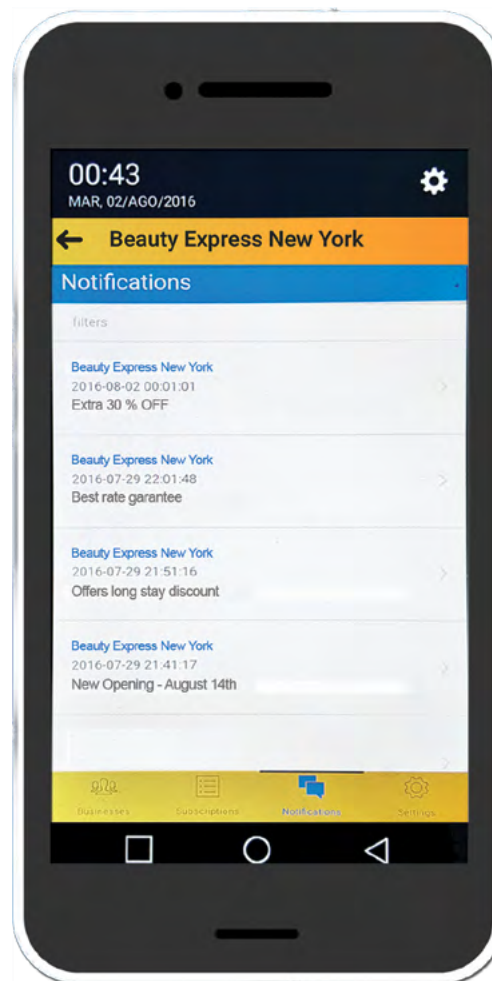 00:43
MAR, 02/AGO/2016
Beauty Express New York
Notifications
filters
Beauty Express New York
2016-08-02 00:01:01
Extra 30 % OFF
Beauty Express New York
2016-07-29 22:01:48
Best rate garantee
Beauty Express New York
2016-07-29 21:51:16
Offers long stay discount
Beauty Express New York
2016-07-29 21:41:17
New Opening - August 14th
Businesses Subscriptions Notifications Settings